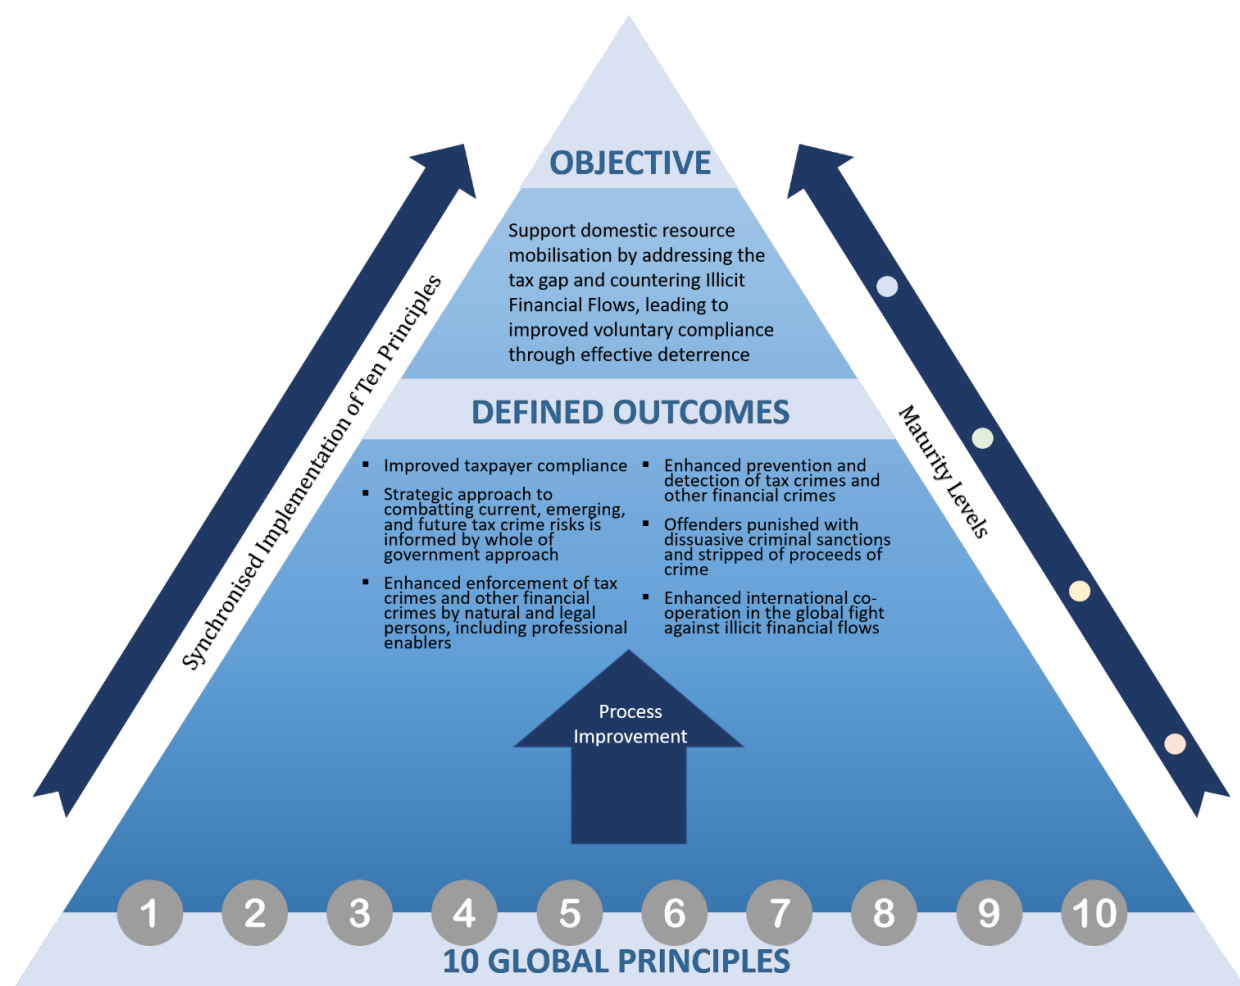 OBJECTIVE
Support domestic resource
mobilisation by addressing the
tax gap and countering Illicit
Financial Flows, leading to
improved voluntary compliance
through effective deterrence
Synchronised Implementation of Ten Principles
Maturity Levels
DEFINED OUTCOMES
▪ Improved taxpayer compliance
▪ Strategic approach to
combatting current, emerging,
and future tax crime risks is
informed by whole of
government approach
▪ Enhanced enforcement of tax
crimes and other financial
crimes by natural and legal
persons, including professional
enablers
▪ Enhanced prevention and
detection of tax crimes and
other financial crimes
▪ Offenders punished with
dissuasive criminal sanctions
and stripped of proceeds of
crime
▪ Enhanced international co-
operation in the global fight
against illicit financial flows
Process
Improvement
1 2 3 4 5 6 7 8 9 10
10 GLOBAL PRINCIPLES